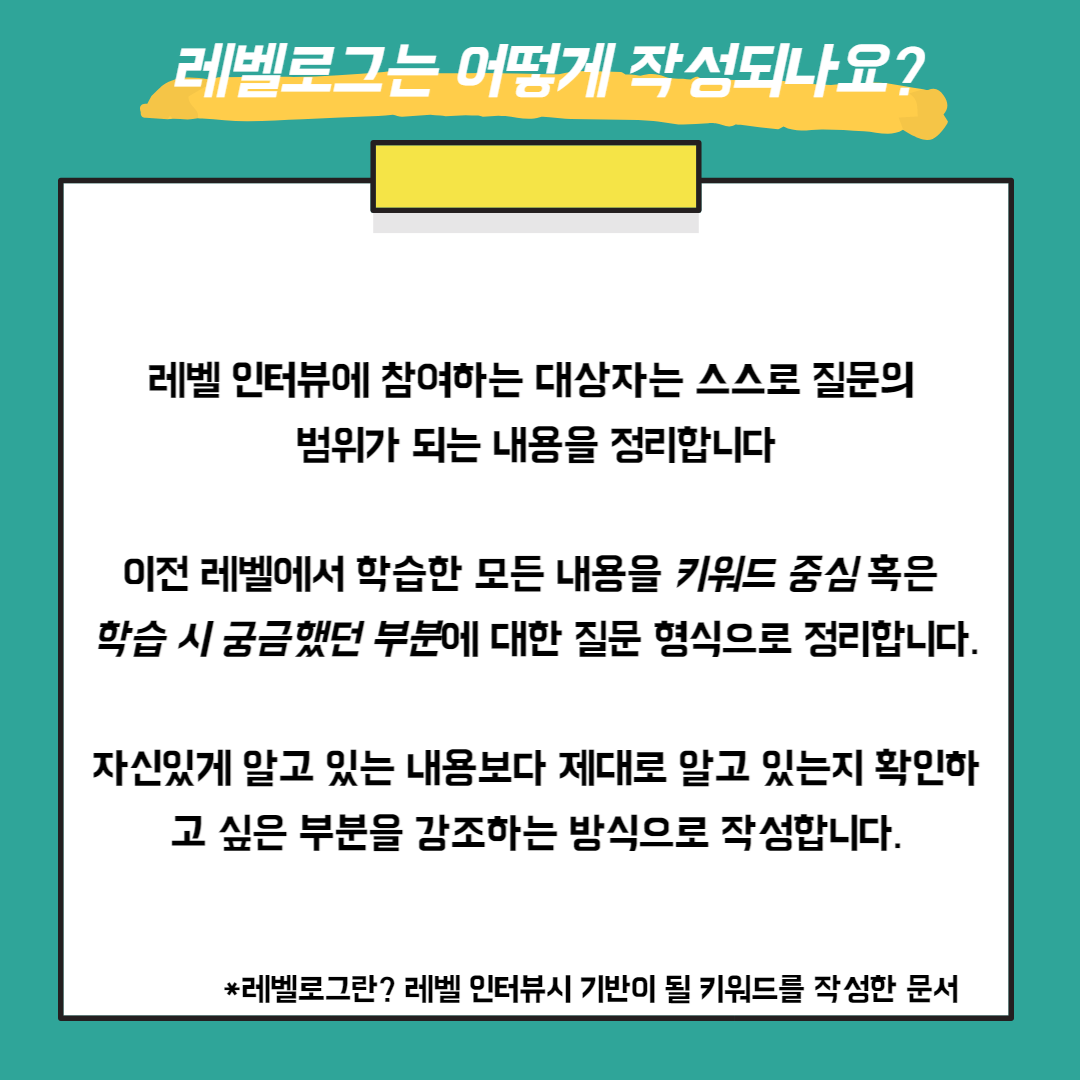 레벨로그는 어떻게 작성되나요?
레벨 인터뷰에 참여하는 대상자는 스스로 질문의
범위가 되는 내용을 정리합니다
이전 레벨에서 학습한 모든 내용을 키워드 중심 혹은
학습 시 궁금했던 부분에 대한 질문 형식으로 정리합니다.
자신있게 알고 있는 내용보다 제대로 알고 있는지 확인하
고 싶은 부분을 강조하는 방식으로 작성합니다.
*레벨로그란? 레벨 인터뷰시 기반이 될 키워드를 작성한 문서